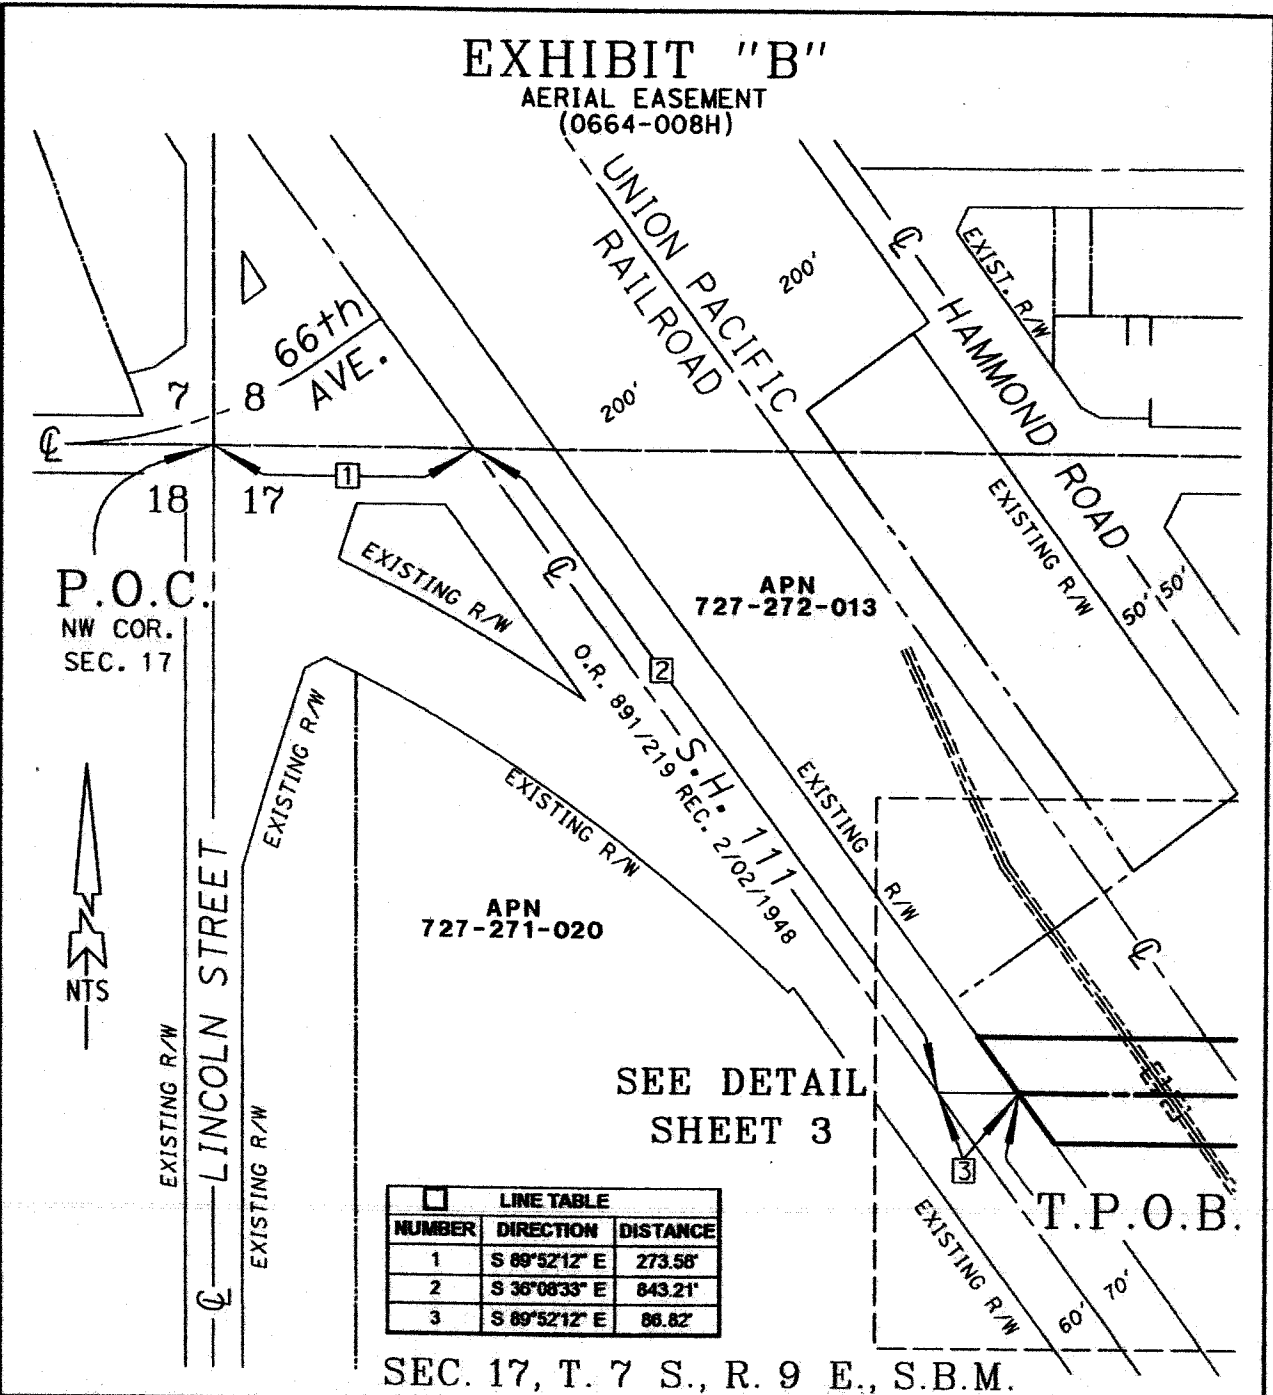 EXHIBIT "B"
AERIAL EASEMENT
(0664-008H)
UNION PACIFIC
RAILROAD
200'
200'
℄
HAMMOND ROAD
EXIST. R/W
66th
AVE.
7
8
℄
18
17
1
P.O.C.
NW COR.
SEC. 17
EXISTING R/W
℄
APN
727-272-013
EXISTING R/W
50'
50'
2
O.R. 891/219 REC. 2/02/1948
S.H. 111
EXISTING R/W
EXISTING R/W
EXISTING R/W
APN
727-271-020
NTS
LINCOLN STREET
℄
EXISTING R/W
EXISTING R/W
℄
SEE DETAIL
SHEET 3
3
T.P.O.B.
EXISTING R/W
60'
70'
LINE TABLE
NUMBER DIRECTION DISTANCE
1 S 89°52'12" E 273.56'
2 S 36°08'33" E 843.21'
3 S 89°52'12" E 86.82'
SEC. 17, T. 7 S., R. 9 E., S.B.M.